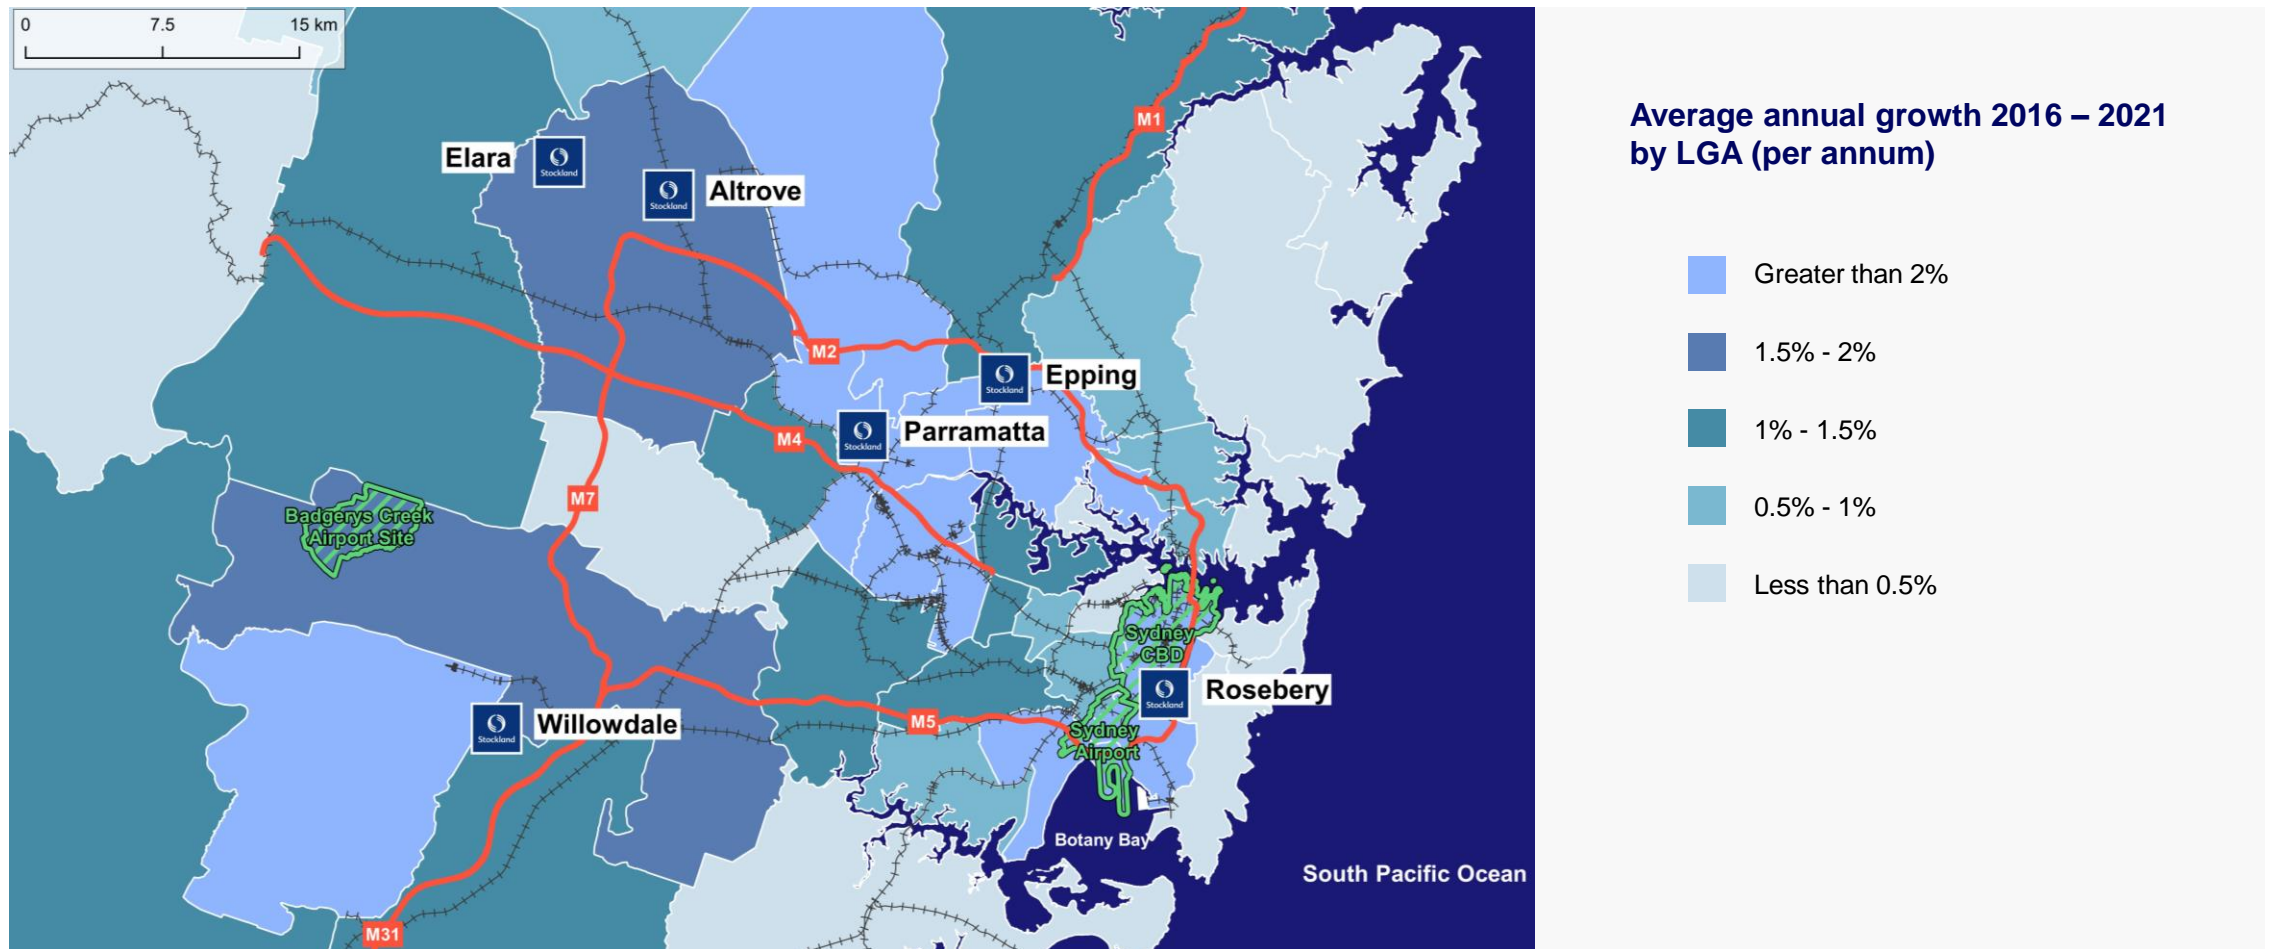 0 7.5 15 km
M1
Elara
Stockland
Stockland
Altrove
M2
Stockland
Epping
Stockland
Parramatta
M4
M7
Badgerys Creek
Airport Site
Sydney
CBD
Stockland
Rosebery
Stockland
Willowdale
M5
Sydney
Airport
Botany Bay
South Pacific Ocean
M31
Average annual growth 2016 – 2021
by LGA (per annum)
Greater than 2%
1.5% - 2%
1% - 1.5%
0.5% - 1%
Less than 0.5%